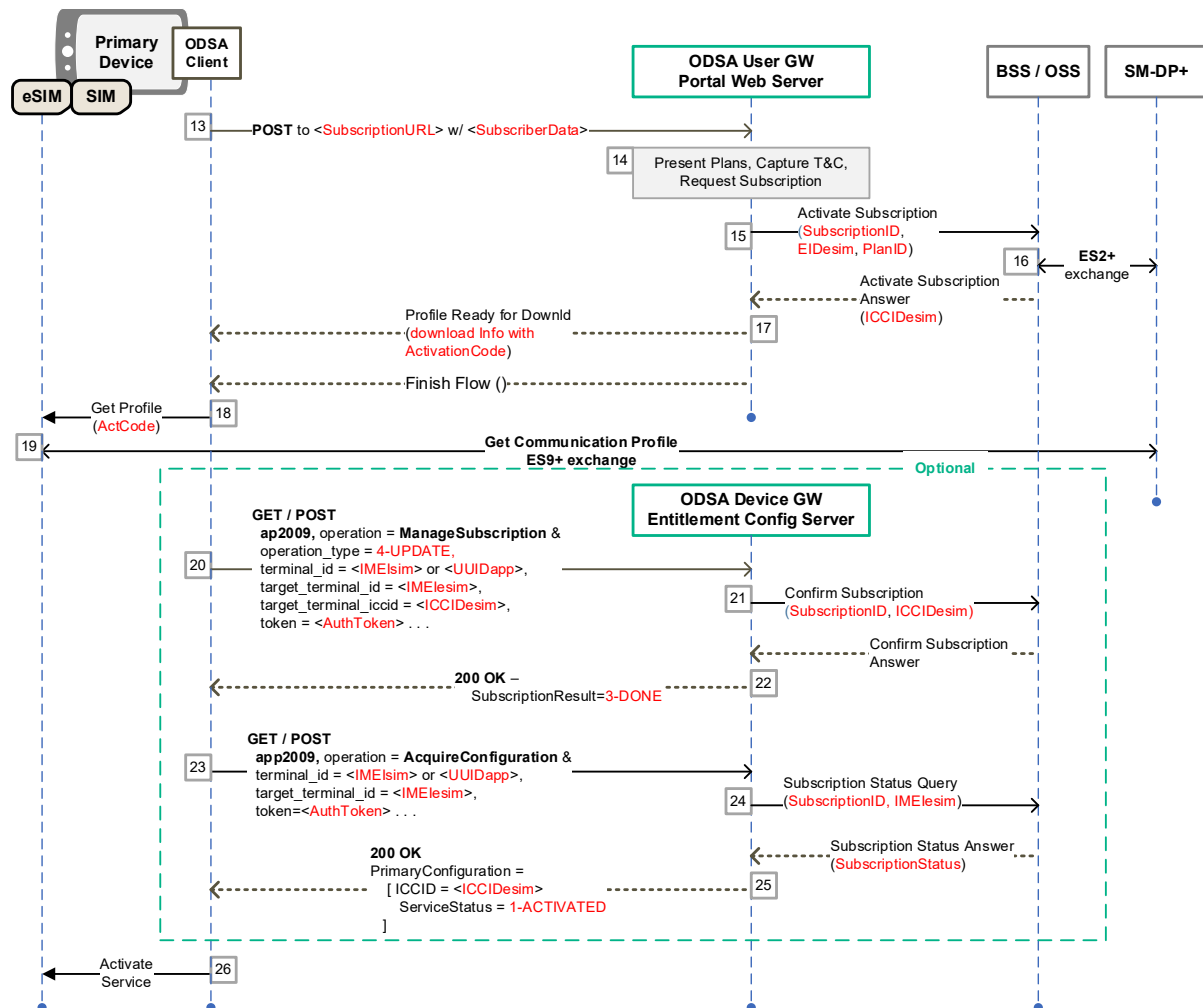 Primary
Device
ODSA
Client
eSIM
SIM
ODSA User GW
Portal Web Server
BSS / OSS
SM-DP+
13
POST to <SubscriptionURL> w/ <SubscriberData>
14
Present Plans, Capture T&C,
Request Subscription
15
Activate Subscription
(SubscriptionID,
EIDesim, PlanID)
16
ES2+
exchange
Activate Subscription
Answer
(ICCIDesim)
17
Profile Ready for Downld
(download Info with
ActivationCode)
Finish Flow ()
18
Get Profile
(ActCode)
19
Get Communication Profile
ES9+ exchange
Optional
ODSA Device GW
Entitlement Config Server
20
GET / POST
ap2009, operation = ManageSubscription &
operation_type = 4-UPDATE,
terminal_id = <IMEIsim> or <UUIDapp>,
target_terminal_id = <IMEIesim>,
target_terminal_iccid = <ICCIDesim>,
token = <AuthToken> . . .
21
Confirm Subscription
(SubscriptionID, ICCIDesim)
Confirm Subscription
Answer
22
200 OK –
SubscriptionResult=3-DONE
23
GET / POST
app2009, operation = AcquireConfiguration &
terminal_id = <IMEIsim> or <UUIDapp>,
target_terminal_id = <IMEIesim>,
token=<AuthToken> . . .
24
Subscription Status Query
(SubscriptionID, IMEIesim)
Subscription Status Answer
(SubscriptionStatus)
25
200 OK
PrimaryConfiguration =
[ ICCID = <ICCIDesim>
ServiceStatus = 1-ACTIVATED
]
26
Activate
Service